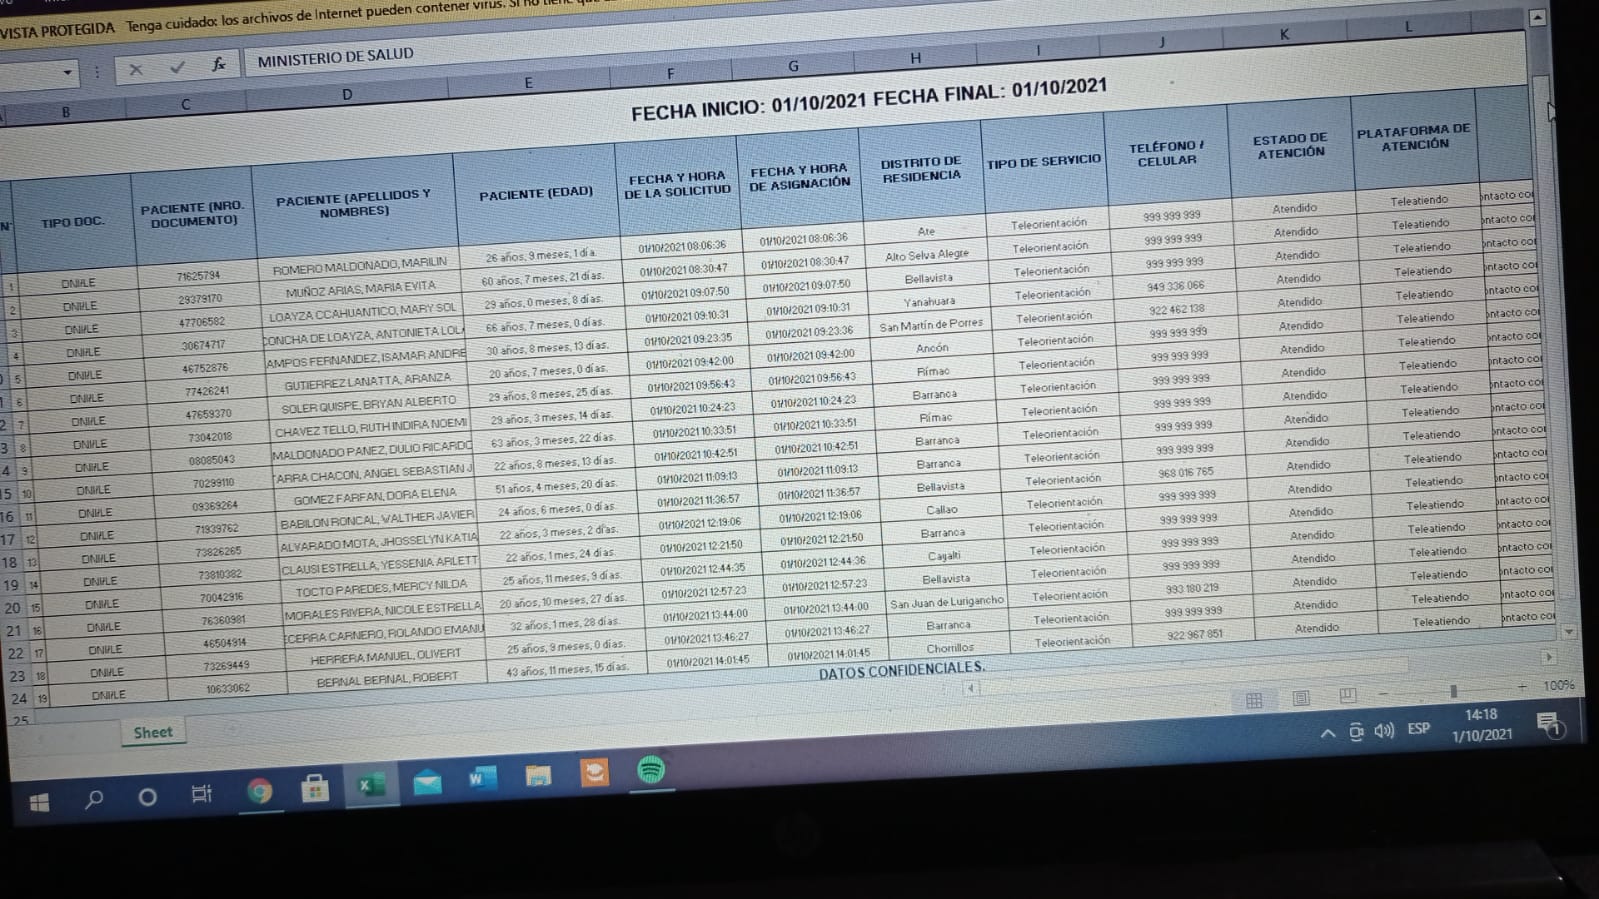 VISTA PROTEGIDA Tenga cuidado: los archivos de Internet pueden contener virus. Si no tiene que
fx MINISTERIO DE SALUD
B C D E F G H I J K L
FECHA INICIO: 01/10/2021 FECHA FINAL: 01/10/2021
N° TIPO DOC. PACIENTE (NRO. DOCUMENTO) PACIENTE (APELLIDOS Y NOMBRES) PACIENTE (EDAD) FECHA Y HORA DE LA SOLICITUD FECHA Y HORA DE ASIGNACIÓN DISTRITO DE RESIDENCIA TIPO DE SERVICIO TELÉFONO / CELULAR ESTADO DE ATENCIÓN PLATAFORMA DE ATENCIÓN
1 DNI/LE 71625794 ROMERO MALDONADO, MARILIN 26 años, 9 meses, 1 día. 01/10/2021 08:06:36 01/10/2021 08:06:36 Ate Teleorientación 999 999 999 Atendido Teleatiendo ontacto con
2 DNI/LE 29379170 MUÑOZ ARIAS, MARIA EVITA 60 años, 7 meses, 21 días. 01/10/2021 08:30:47 01/10/2021 08:30:47 Alto Selva Alegre Teleorientación 999 999 999 Atendido Teleatiendo ontacto con
3 DNI/LE 47706582 LOAYZA CCAHUANTICO, MARY SOL 29 años, 0 meses, 8 días. 01/10/2021 09:07:50 01/10/2021 09:07:50 Bellavista Teleorientación 999 999 999 Atendido Teleatiendo ontacto con
4 DNI/LE 30674717 CONCHA DE LOAYZA, ANTONIETA LOLA 66 años, 7 meses, 0 días. 01/10/2021 09:10:31 01/10/2021 09:10:31 Yanahuara Teleorientación 949 336 066 Atendido Teleatiendo ontacto con
5 DNI/LE 46752876 AMPOS FERNANDEZ, ISAMAR ANDRE 30 años, 8 meses, 13 días. 01/10/2021 09:23:35 01/10/2021 09:23:36 San Martín de Porres Teleorientación 922 462 138 Atendido Teleatiendo ontacto con
6 DNI/LE 77426241 GUTIERREZ LANATTA, ARANZA 20 años, 7 meses, 0 días. 01/10/2021 09:42:00 01/10/2021 09:42:00 Ancón Teleorientación 999 999 999 Atendido Teleatiendo ontacto con
7 DNI/LE 47659370 SOLER QUISPE, BRYAN ALBERTO 29 años, 8 meses, 25 días. 01/10/2021 09:56:43 01/10/2021 09:56:43 Rímac Teleorientación 999 999 999 Atendido Teleatiendo ontacto con
8 DNI/LE 73042018 CHAVEZ TELLO, RUTH INDIRA NOEMI 29 años, 3 meses, 14 días. 01/10/2021 10:24:23 01/10/2021 10:24:23 Barranca Teleorientación 999 999 999 Atendido Teleatiendo ontacto con
9 DNI/LE 08085043 MALDONADO PANEZ, DULIO RICARDO 63 años, 3 meses, 22 días. 01/10/2021 10:33:51 01/10/2021 10:33:51 Rímac Teleorientación 999 999 999 Atendido Teleatiendo ontacto con
10 DNI/LE 70299110 TARRA CHACON, ANGEL SEBASTIAN J 22 años, 8 meses, 13 días. 01/10/2021 10:42:51 01/10/2021 10:42:51 Barranca Teleorientación 999 999 999 Atendido Teleatiendo ontacto con
11 DNI/LE 09369264 GOMEZ FARFAN, DORA ELENA 51 años, 4 meses, 20 días. 01/10/2021 11:09:13 01/10/2021 11:09:13 Barranca Teleorientación 999 999 999 Atendido Teleatiendo ontacto con
12 DNI/LE 71939762 BABILON RONCAL, WALTHER JAVIER 24 años, 6 meses, 0 días. 01/10/2021 11:36:57 01/10/2021 11:36:57 Bellavista Teleorientación 968 016 765 Atendido Teleatiendo ontacto con
13 DNI/LE 73826265 ALVARADO MOTA, JHOSSELYN KATIA 22 años, 3 meses, 2 días. 01/10/2021 12:19:06 01/10/2021 12:19:06 Callao Teleorientación 999 999 999 Atendido Teleatiendo ontacto con
14 DNI/LE 73810382 CLAUSI ESTRELLA, YESSENIA ARLETT 22 años, 1 mes, 24 días. 01/10/2021 12:21:50 01/10/2021 12:21:50 Barranca Teleorientación 999 999 999 Atendido Teleatiendo ontacto con
15 DNI/LE 70042916 TOCTO PAREDES, MERCY NILDA 25 años, 11 meses, 9 días. 01/10/2021 12:44:35 01/10/2021 12:44:36 Cayalti Teleorientación 999 999 999 Atendido Teleatiendo ontacto con
16 DNI/LE 76360981 MORALES RIVERA, NICOLE ESTRELLA 20 años, 10 meses, 27 días. 01/10/2021 12:57:23 01/10/2021 12:57:23 Bellavista Teleorientación 999 999 999 Atendido Teleatiendo ontacto con
17 DNI/LE 46504914 ECERRA CARNERO, ROLANDO EMANU 32 años, 1 mes, 28 días. 01/10/2021 13:44:00 01/10/2021 13:44:00 San Juan de Lurigancho Teleorientación 993 180 219 Atendido Teleatiendo ontacto con
18 DNI/LE 73269449 HERRERA MANUEL, OLIVERT 25 años, 9 meses, 0 días. 01/10/2021 13:46:27 01/10/2021 13:46:27 Barranca Teleorientación 999 999 999 Atendido Teleatiendo ontacto con
19 DNI/LE 10633062 BERNAL BERNAL, ROBERT 43 años, 11 meses, 15 días. 01/10/2021 14:01:45 01/10/2021 14:01:45 Chorrillos Teleorientación 922 967 851 Atendido Teleatiendo ontacto con
DATOS CONFIDENCIALES.
Sheet
100%
ESP 14:18
1/10/2021